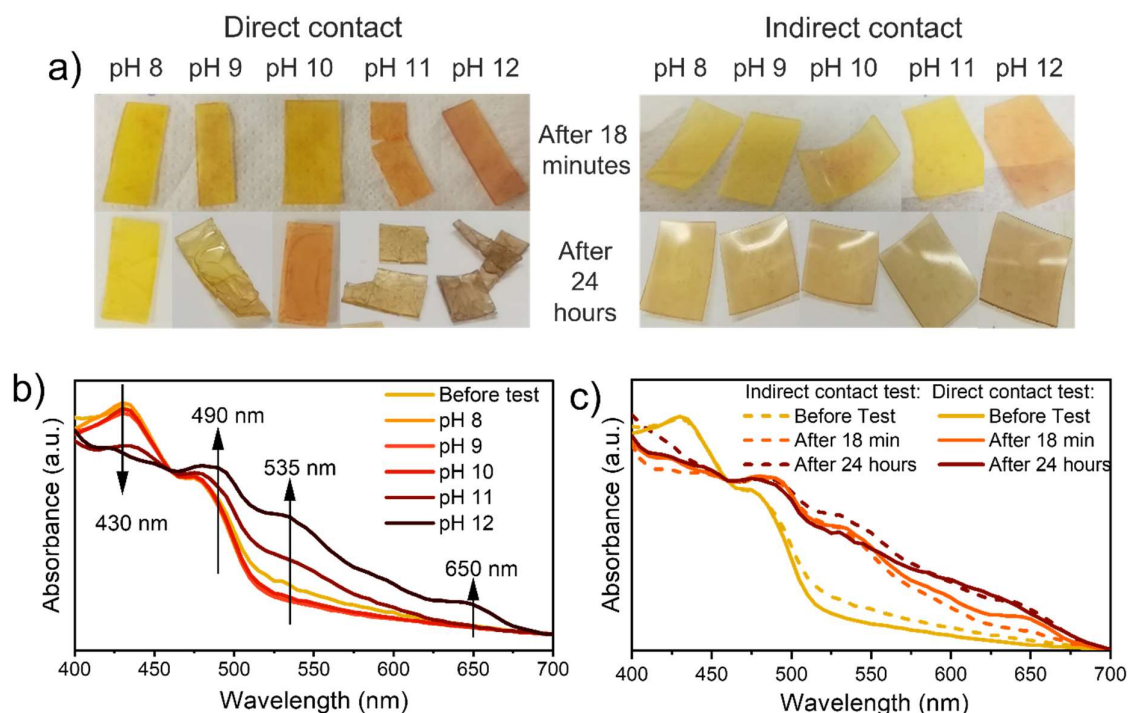 Direct contact
Indirect contact
a)
pH 8 pH 9 pH 10 pH 11 pH 12
pH 8 pH 9 pH 10 pH 11 pH 12
After 18
minutes
After
24
hours
b)
Absorbance (a.u.)
430 nm
490 nm
535 nm
650 nm
Before test
pH 8
pH 9
pH 10
pH 11
pH 12
400 450 500 550 600 650 700
Wavelength (nm)
c)
Absorbance (a.u.)
Indirect contact test: Direct contact test:
Before Test Before Test
After 18 min After 18 min
After 24 hours After 24 hours
400 450 500 550 600 650 700
Wavelength (nm)